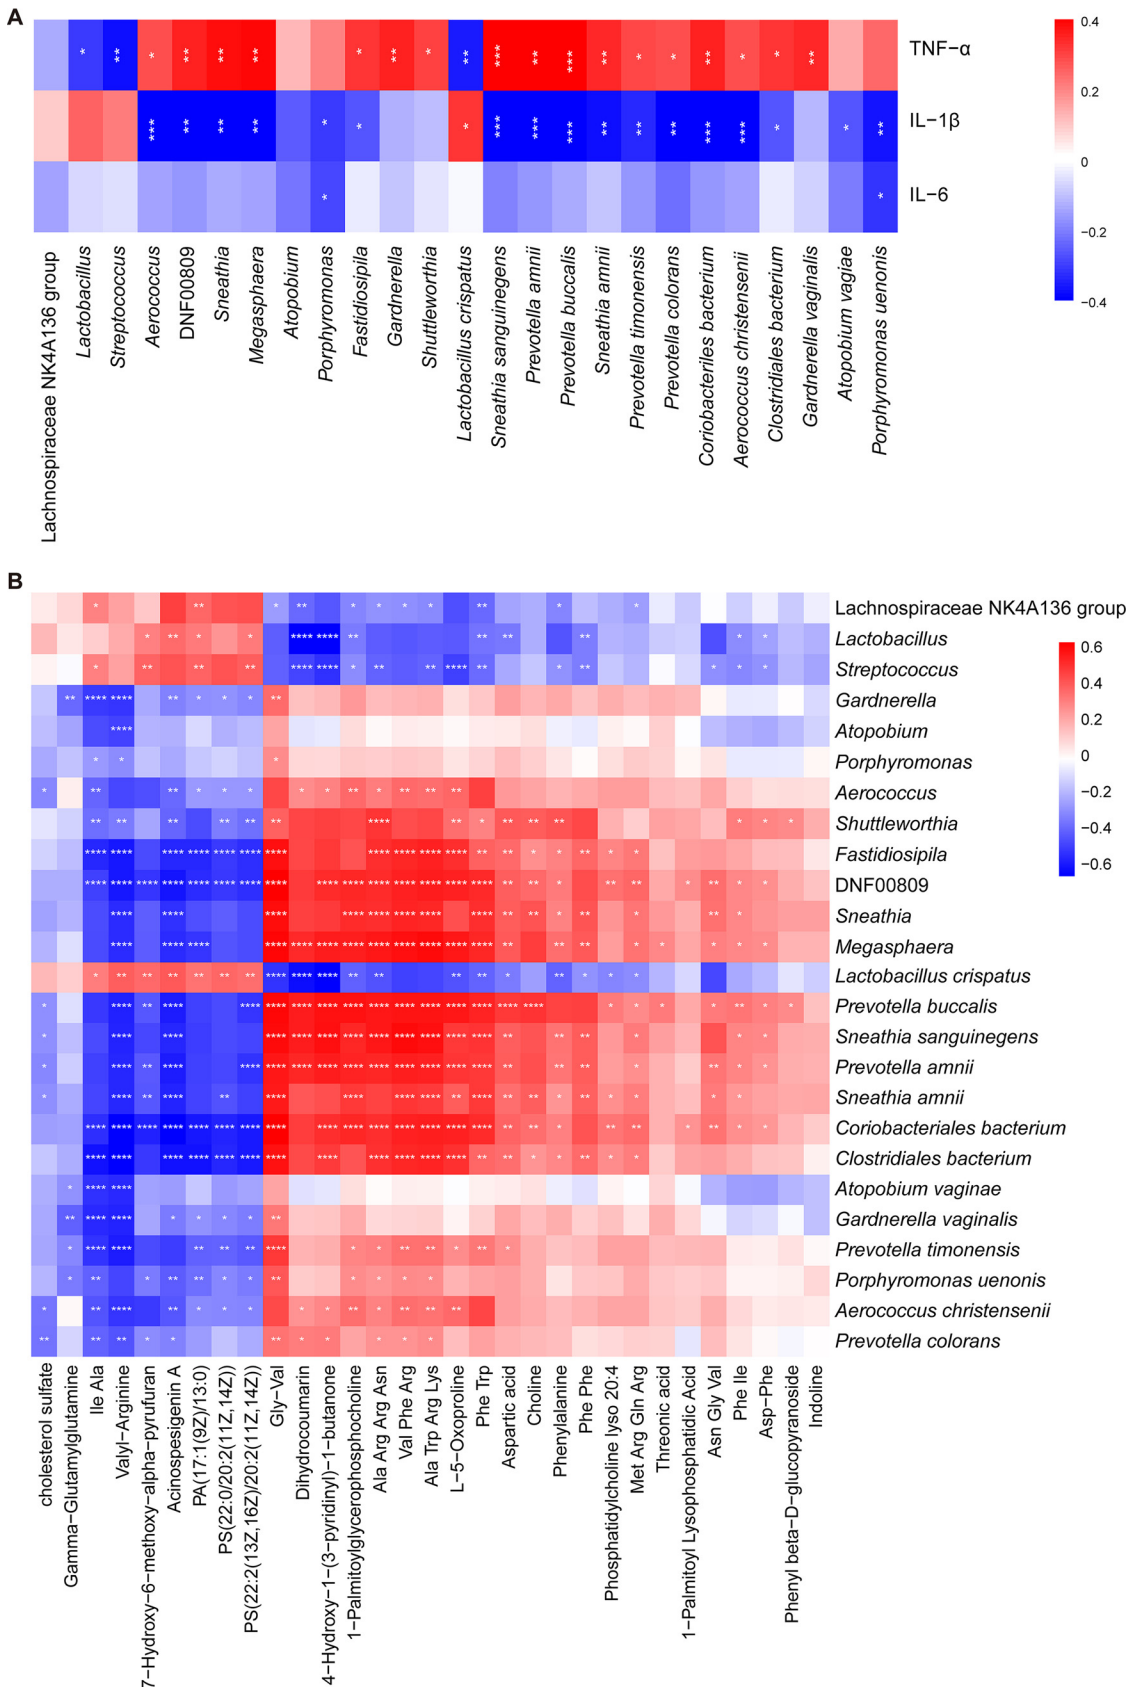 A
TNF−α
IL−1β
IL−6
0.4
0.2
0
−0.2
−0.4
Lachnospiraceae NK4A136 group
Lactobacillus
Streptococcus
Aerococcus
DNF00809
Sneathia
Megasphaera
Atopobium
Porphyromonas
Fastidiosipila
Gardnerella
Shuttleworthia
Lactobacillus crispatus
Sneathia sanguinegens
Prevotella amnii
Prevotella buccalis
Sneathia amnii
Prevotella timonensis
Prevotella colorans
Coriobacteriles bacterium
Aerococcus christensenii
Clostridiales bacterium
Gardnerella vaginalis
Atopobium vagiae
Porphyromonas uenonis
B
Lachnospiraceae NK4A136 group
Lactobacillus
Streptococcus
Gardnerella
Atopobium
Porphyromonas
Aerococcus
Shuttleworthia
Fastidiosipila
DNF00809
Sneathia
Megasphaera
Lactobacillus crispatus
Prevotella buccalis
Sneathia sanguinegens
Prevotella amnii
Sneathia amnii
Coriobacteriales bacterium
Clostridiales bacterium
Atopobium vaginae
Gardnerella vaginalis
Prevotella timonensis
Porphyromonas uenonis
Aerococcus christensenii
Prevotella colorans
0.6
0.4
0.2
0
−0.2
−0.4
−0.6
cholesterol sulfate
Gamma−Glutamylglutamine
Ile Ala
Valyl−Arginine
7−Hydroxy−6−methoxy−alpha−pyrufuran
Acinospesigenin A
PA(17:1(9Z)/13:0)
PS(22:0/20:2(11Z,14Z))
PS(22:2(13Z,16Z)/20:2(11Z,14Z))
Gly−Val
Dihydrocoumarin
4−Hydroxy−1−(3−pyridinyl)−1−butanone
1−Palmitoylglycerophosphocholine
Ala Arg Arg Asn
Val Phe Arg
Ala Trp Arg Lys
L−5−Oxoproline
Phe Trp
Aspartic acid
Choline
Phenylalanine
Phe Phe
Phosphatidylcholine lyso 20:4
Met Arg Gln Arg
Threonic acid
1−Palmitoyl Lysophosphatidic Acid
Asn Gly Val
Phe Ile
Asp−Phe
Phenyl beta−D−glucopyranoside
Indoline